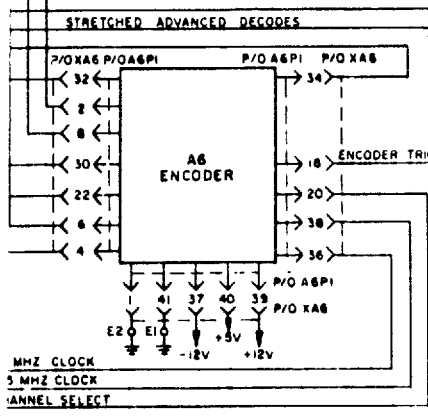 STRETCHED ADVANCED DECODES
P/O XA6 P/O A6P1 P/O A6P1 P/O XA6
32 34
2
8
A6
ENCODER
30 18 ENCODER TRI
22 20
6 38
4 36
P/O A6P1
41 37 40 39
P/O XA6
E2 E1
-12V +5V +12V
MHZ CLOCK
5 MHZ CLOCK
ANNEL SELECT